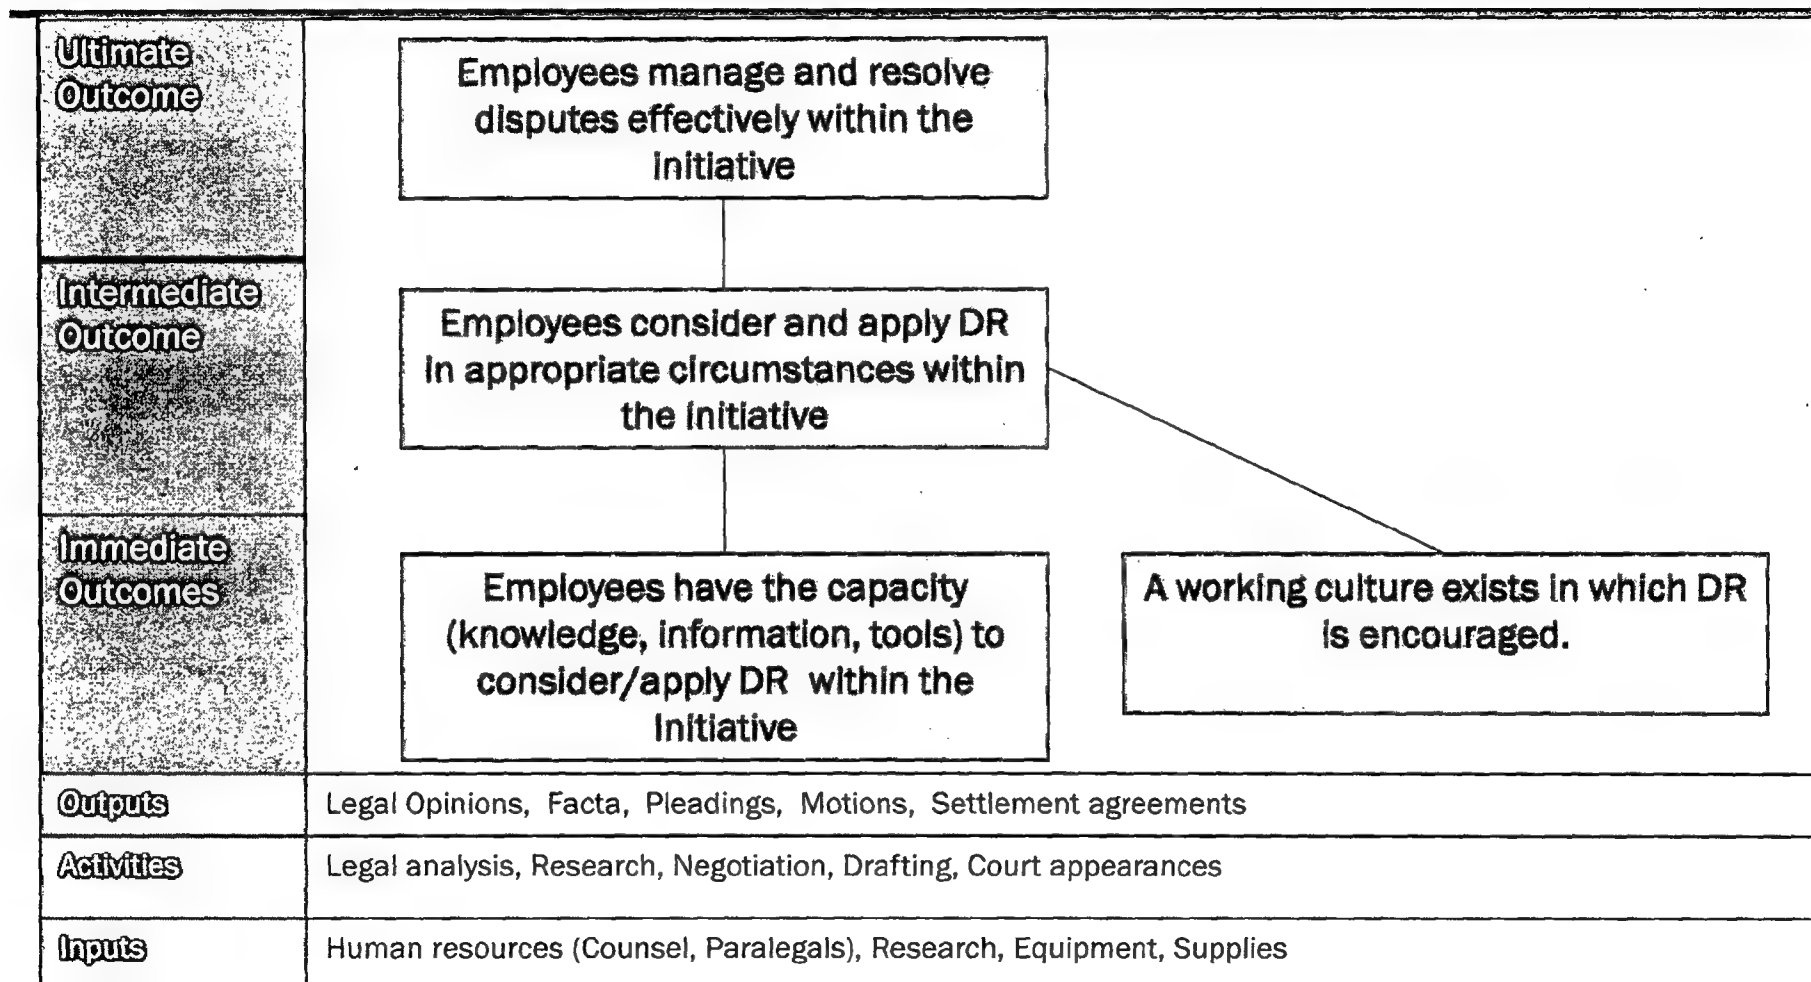 Ultimate
Outcome
Employees manage and resolve
disputes effectively within the
Initiative
Intermediate
Outcome
Employees consider and apply DR
in appropriate circumstances within
the Initiative
Immediate
Outcomes
Employees have the capacity
(knowledge, information, tools) to
consider/apply DR within the
Initiative
A working culture exists in which DR
is encouraged.
Outputs
Legal Opinions, Facta, Pleadings, Motions, Settlement agreements
Activities
Legal analysis, Research, Negotiation, Drafting, Court appearances
Inputs
Human resources (Counsel, Paralegals), Research, Equipment, Supplies